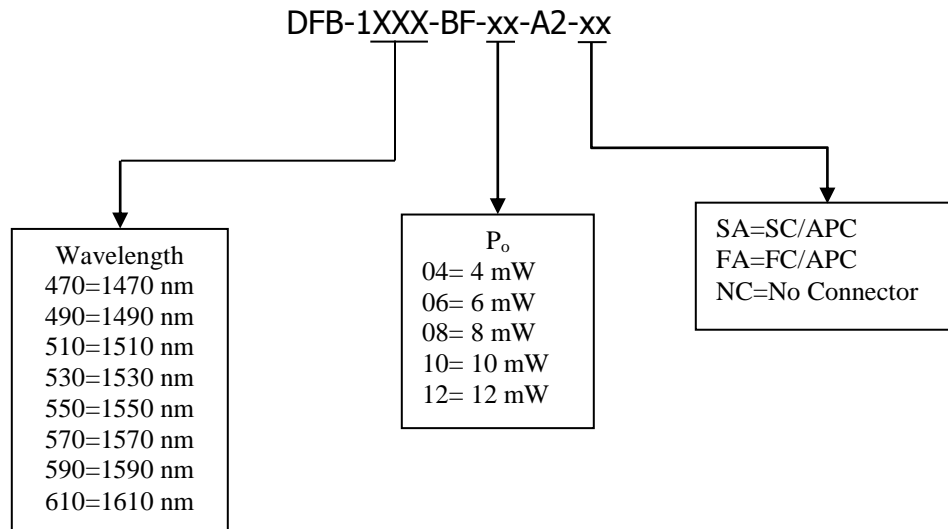 DFB-1XXX-BF-xx-A2-xx
Wavelength
470=1470 nm
490=1490 nm
510=1510 nm
530=1530 nm
550=1550 nm
570=1570 nm
590=1590 nm
610=1610 nm
Po
04= 4 mW
06= 6 mW
08= 8 mW
10= 10 mW
12= 12 mW
SA=SC/APC
FA=FC/APC
NC=No Connector